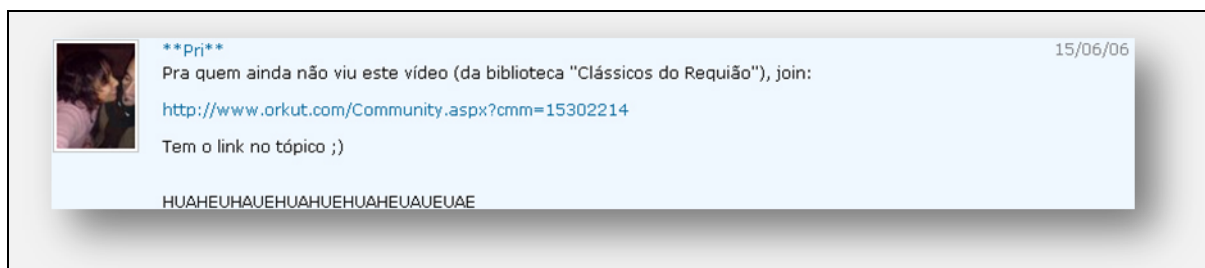 **Pri**
15/06/06
Pra quem ainda não viu este vídeo (da biblioteca "Clássicos do Requião"), join:
http://www.orkut.com/Community.aspx?cmm=15302214
Tem o link no tópico ;)
HUAHEUHAUEHUAHUEHUAHEUAUEUAE